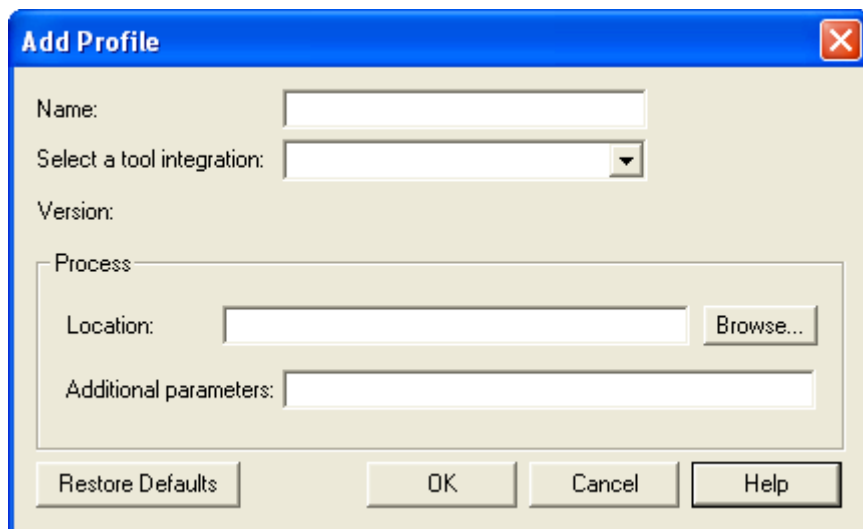 Add Profile
Name:
Select a tool integration:
Version:
Process
Location:
Browse...
Additional parameters:
Restore Defaults
OK
Cancel
Help